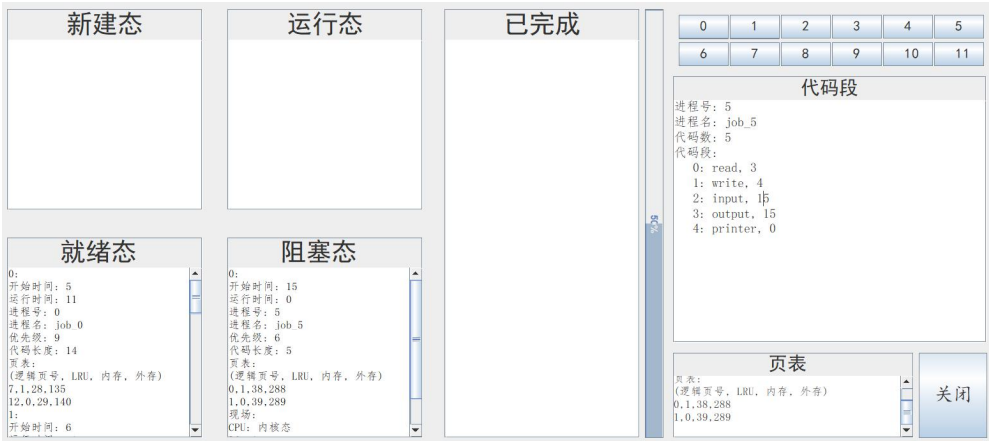 新建态
运行态
已完成
0 1 2 3 4 5
6 7 8 9 10 11
代码段
进程号: 5
进程名: job_5
代码数: 5
代码段:
0: read, 3
1: write, 4
2: input, 15
3: output, 15
4: printer, 0
50%
就绪态
0:
开始时间: 5
运行时间: 11
进程号: 0
进程名: job_0
优先级: 9
代码长度: 14
页表:
(逻辑页号, LRU, 内存, 外存)
7,1,28,135
12,0,29,140
1:
开始时间: 6
阻塞态
0:
开始时间: 15
运行时间: 0
进程号: 5
进程名: job_5
优先级: 6
代码长度: 5
页表:
(逻辑页号, LRU, 内存, 外存)
0,1,38,288
1,0,39,289
现场:
CPU: 内核态
页表
页表:
(逻辑页号, LRU, 内存, 外存)
0,1,38,288
1,0,39,289
关闭